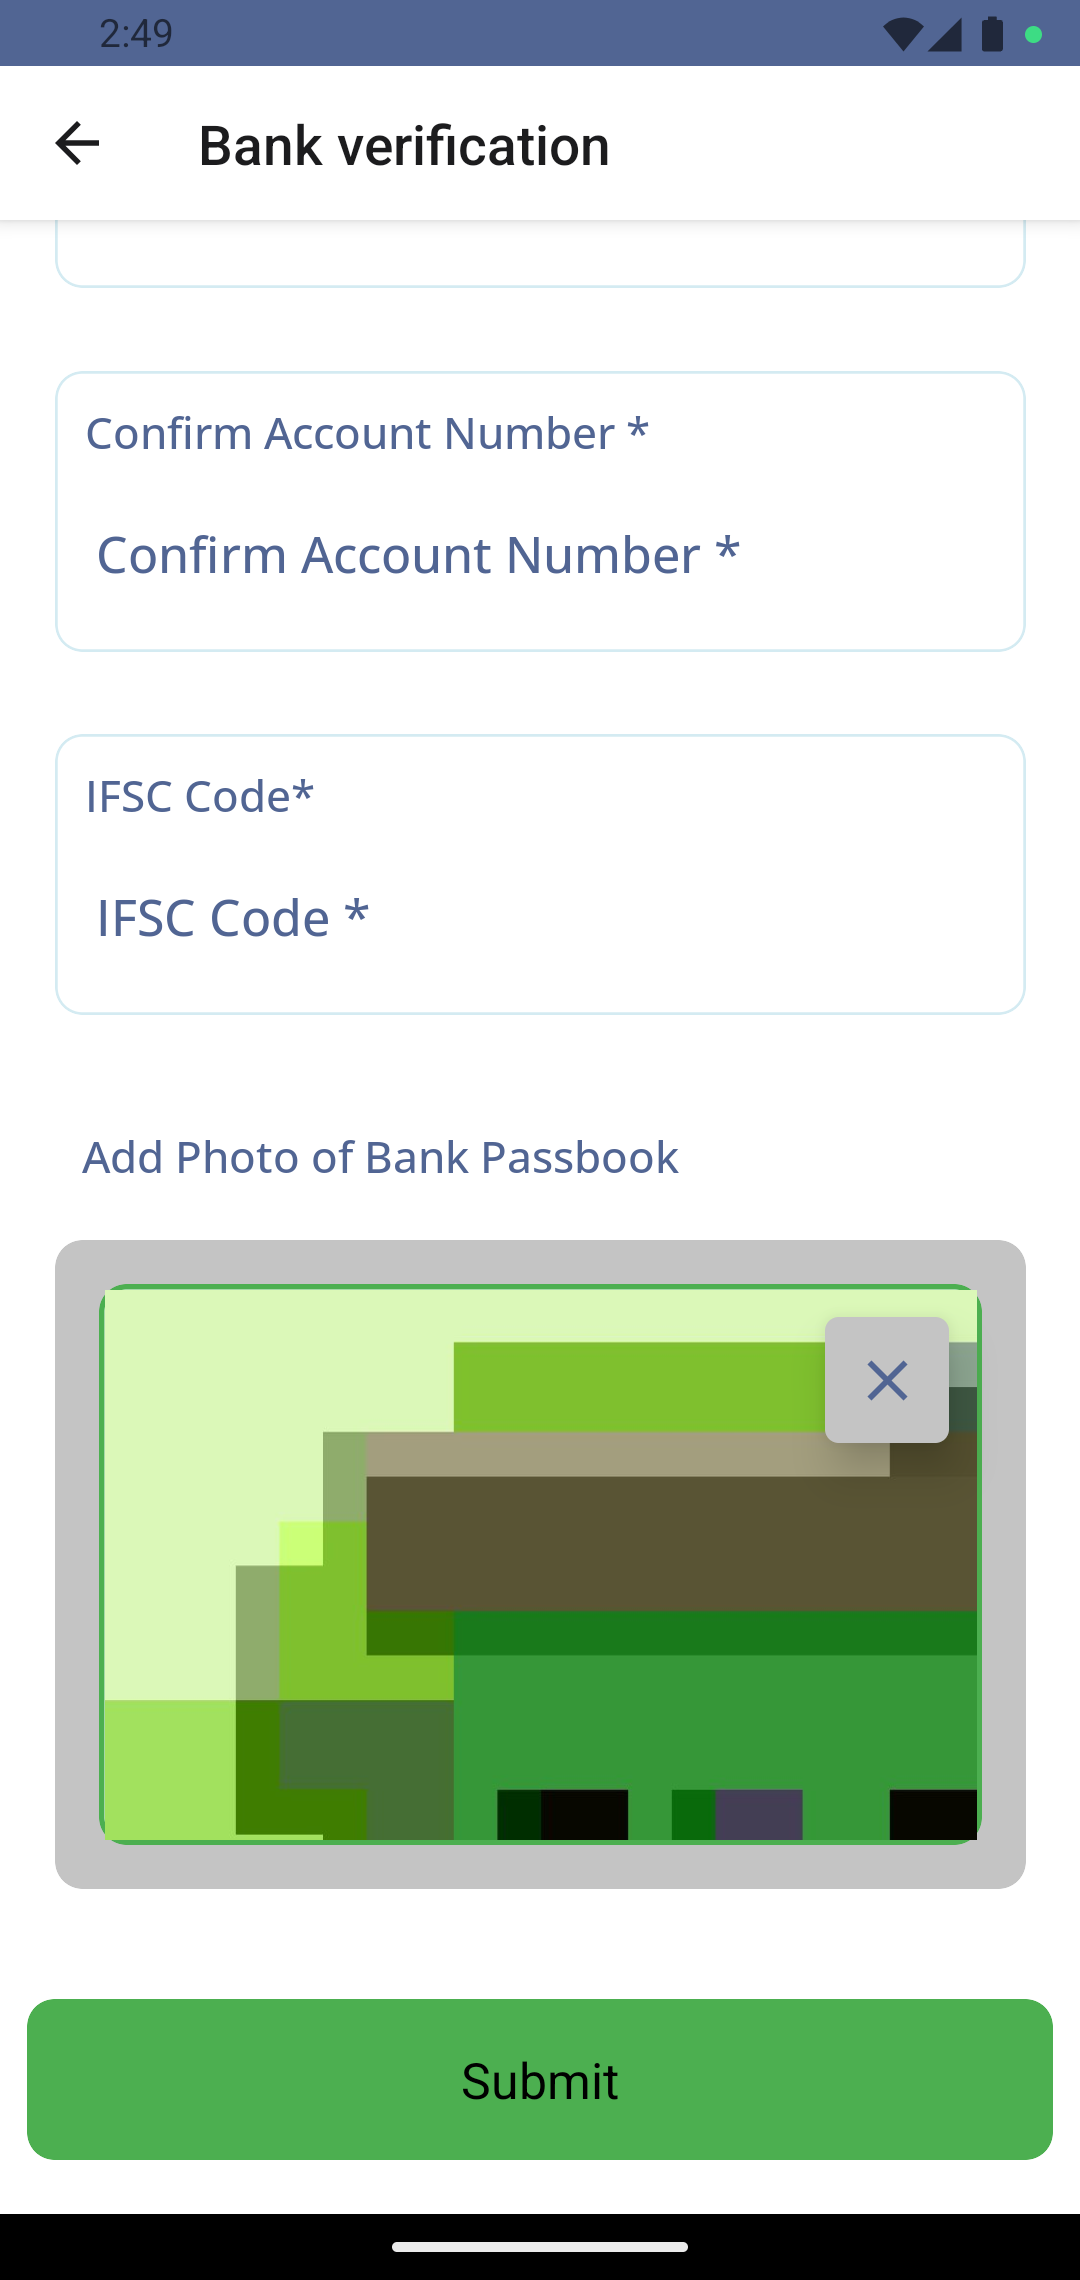 2:49
Bank verification
Confirm Account Number *
Confirm Account Number *
IFSC Code*
IFSC Code *
Add Photo of Bank Passbook
Submit